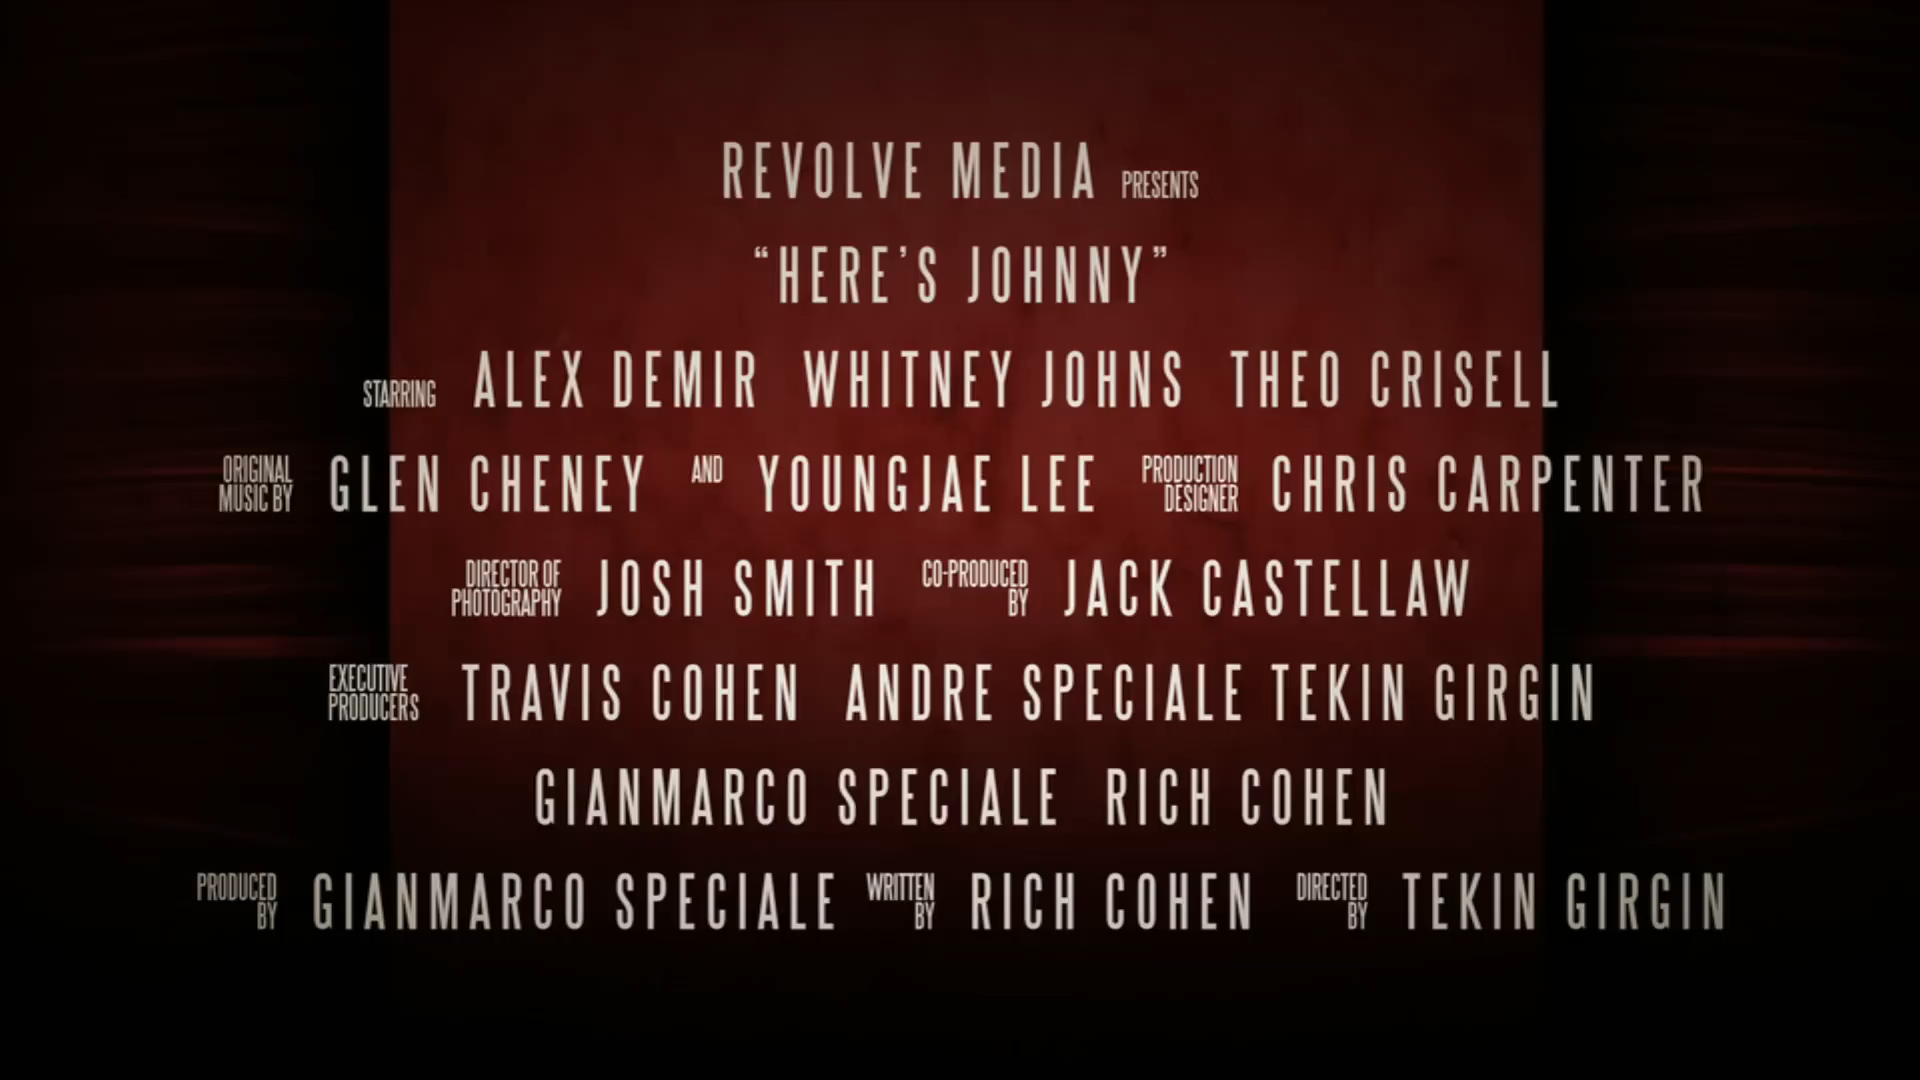 REVOLVE MEDIA PRESENTS
“HERE’S JOHNNY”
STARRING ALEX DEMIR WHITNEY JOHNS THEO CRISELL
ORIGINAL MUSIC BY GLEN CHENEY AND YOUNGJAE LEE PRODUCTION DESIGNER CHRIS CARPENTER
DIRECTOR OF PHOTOGRAPHY JOSH SMITH CO-PRODUCED BY JACK CASTELLAW
EXECUTIVE PRODUCERS TRAVIS COHEN ANDRE SPECIALE TEKIN GIRGIN
GIANMARCO SPECIALE RICH COHEN
PRODUCED BY GIANMARCO SPECIALE WRITTEN BY RICH COHEN DIRECTED BY TEKIN GIRGIN